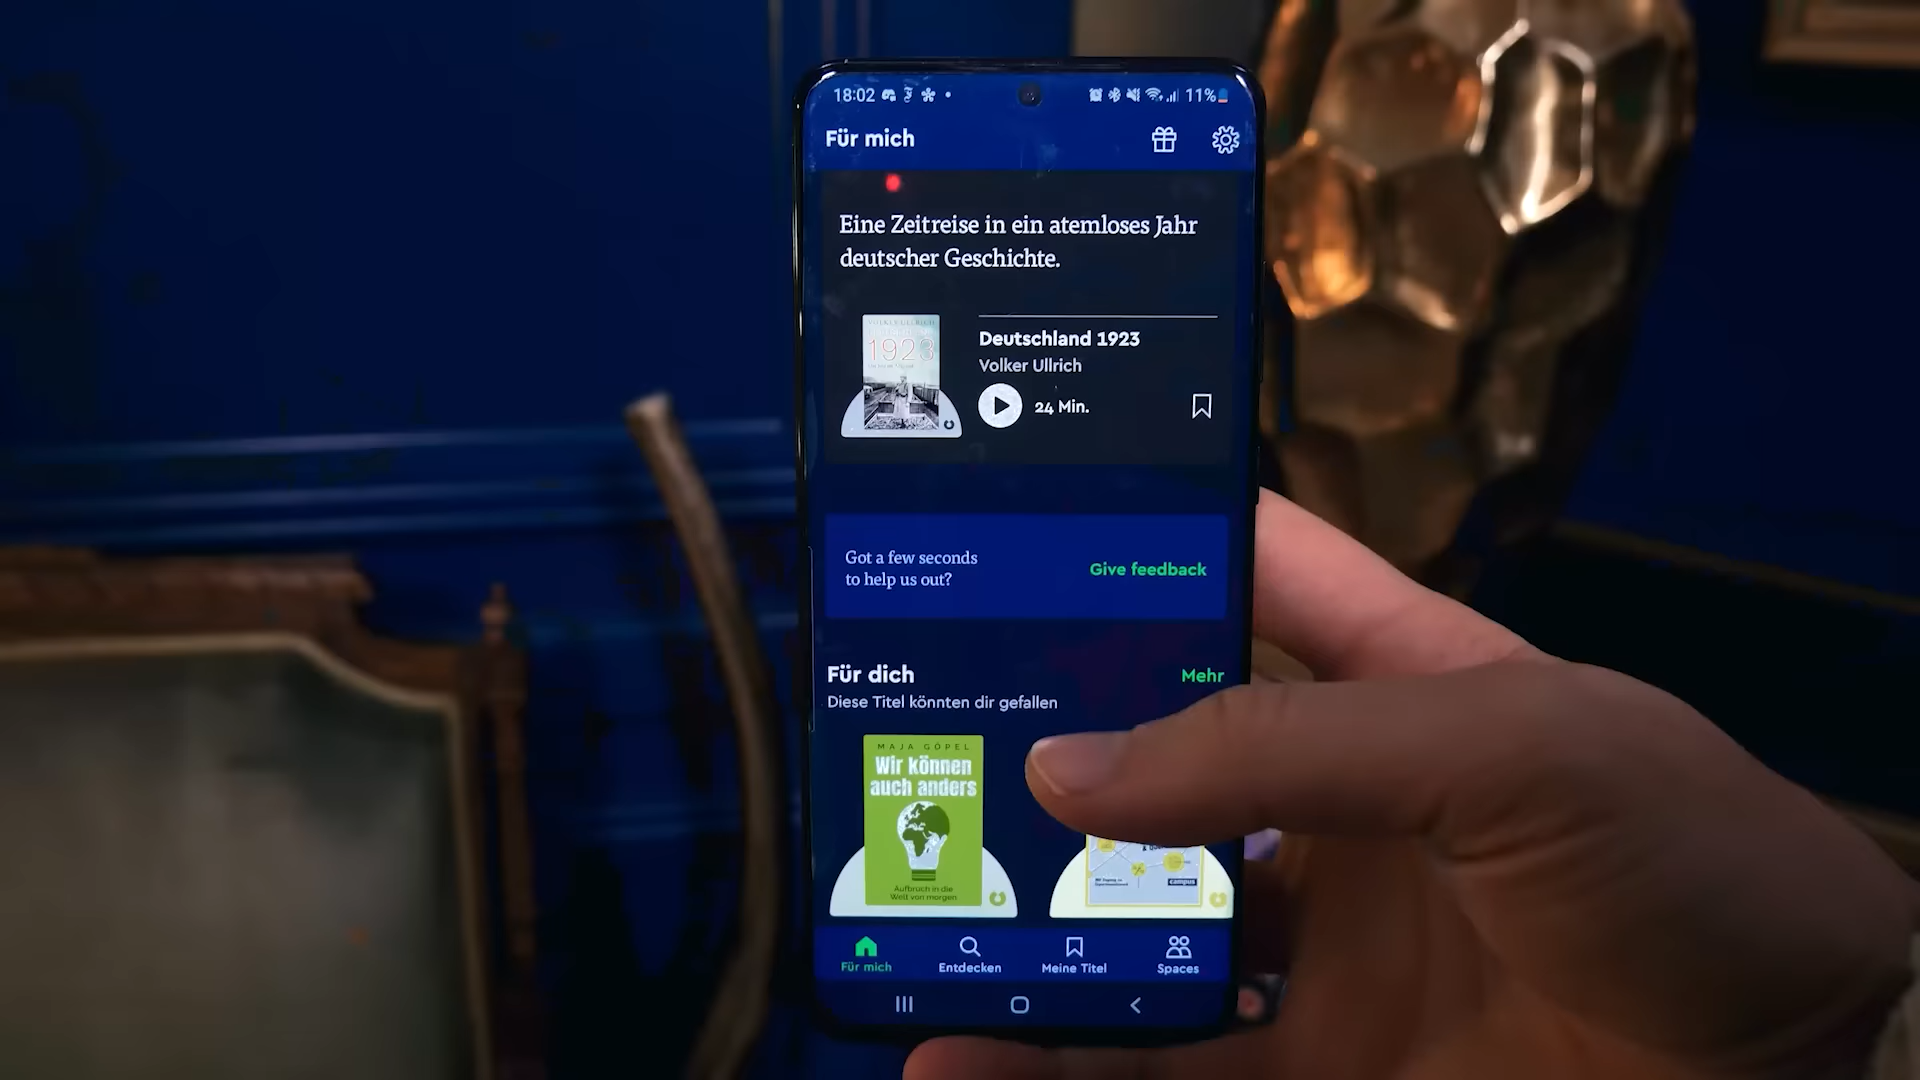 18:02
11%
Für mich
Eine Zeitreise in ein atemloses Jahr
deutscher Geschichte.
VOLKER ULLRICH
1923
Deutschland 1923
Volker Ullrich
24 Min.
Got a few seconds
to help us out?
Give feedback
Für dich
Mehr
Diese Titel könnten dir gefallen
MAJA GÖPEL
Wir können
auch anders
Aufbruch in die
Welt von morgen
campus
Für mich
Entdecken
Meine Titel
Spaces